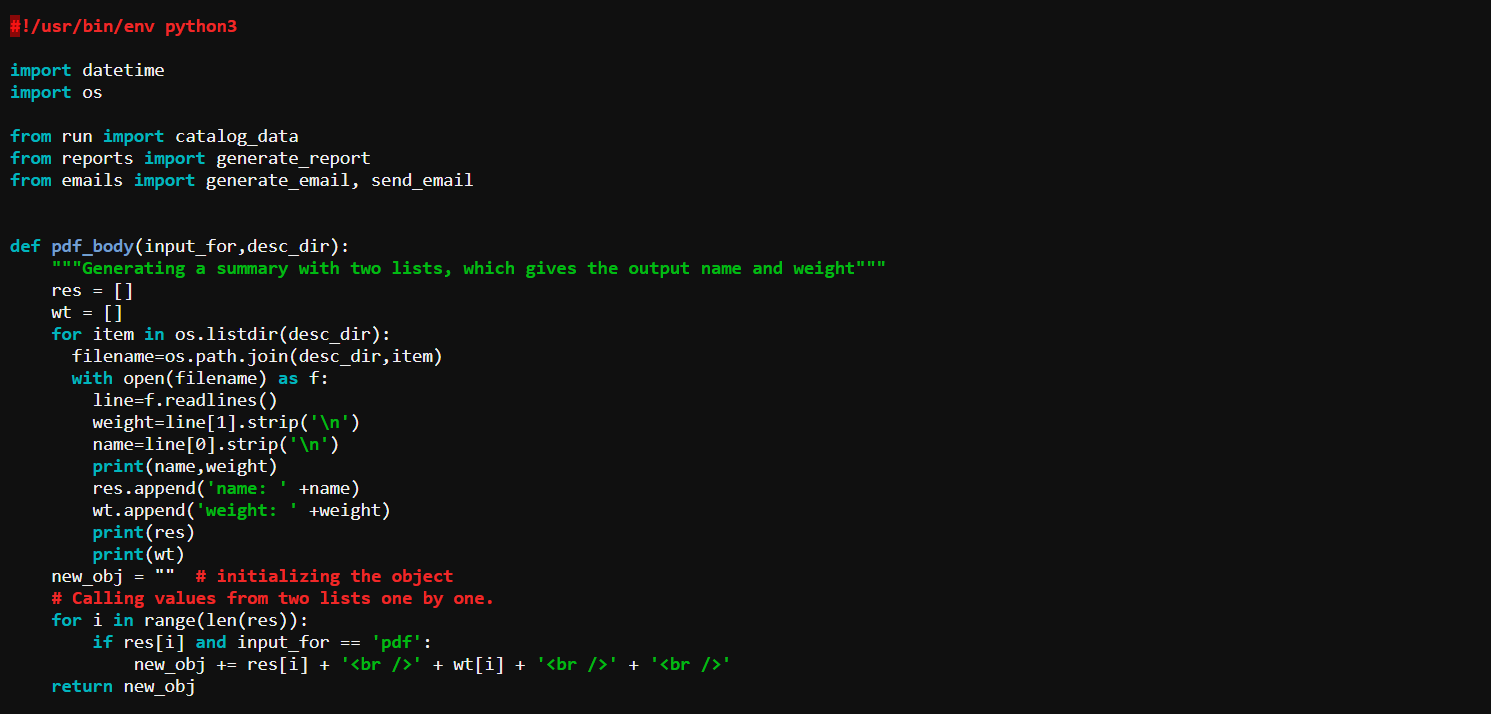 #!/usr/bin/env python3

import datetime
import os

from run import catalog_data
from reports import generate_report
from emails import generate_email, send_email


def pdf_body(input_for,desc_dir):
    """Generating a summary with two lists, which gives the output name and weight"""
    res = []
    wt = []
    for item in os.listdir(desc_dir):
      filename=os.path.join(desc_dir,item)
      with open(filename) as f:
        line=f.readlines()
        weight=line[1].strip('\n')
        name=line[0].strip('\n')
        print(name,weight)
        res.append('name: ' +name)
        wt.append('weight: ' +weight)
        print(res)
        print(wt)
    new_obj = ""  # initializing the object
    # Calling values from two lists one by one.
    for i in range(len(res)):
        if res[i] and input_for == 'pdf':
            new_obj += res[i] + '<br />' + wt[i] + '<br />' + '<br />'
    return new_obj